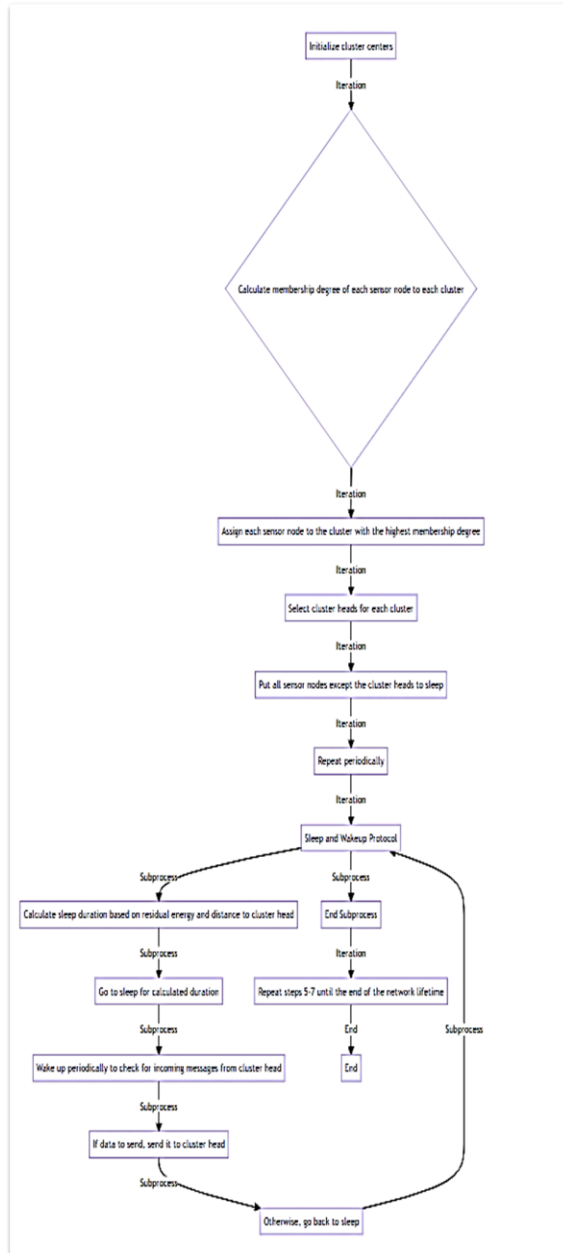 Initialize cluster centers
Iteration
Calculate membership degree of each sensor node to each cluster
Iteration
Assign each sensor node to the cluster with the highest membership degree
Iteration
Select cluster heads for each cluster
Iteration
Put all sensor nodes except the cluster heads to sleep
Iteration
Repeat periodically
Iteration
Sleep and Wakeup Protocol
Subprocess
Calculate sleep duration based on residual energy and distance to cluster head
Subprocess
Go to sleep for calculated duration
Subprocess
Wake up periodically to check for incoming messages from cluster head
Subprocess
If data to send, send it to cluster head
Subprocess
Otherwise, go back to sleep
Subprocess
Subprocess
End Subprocess
Iteration
Repeat steps 5-7 until the end of the network lifetime
End
End